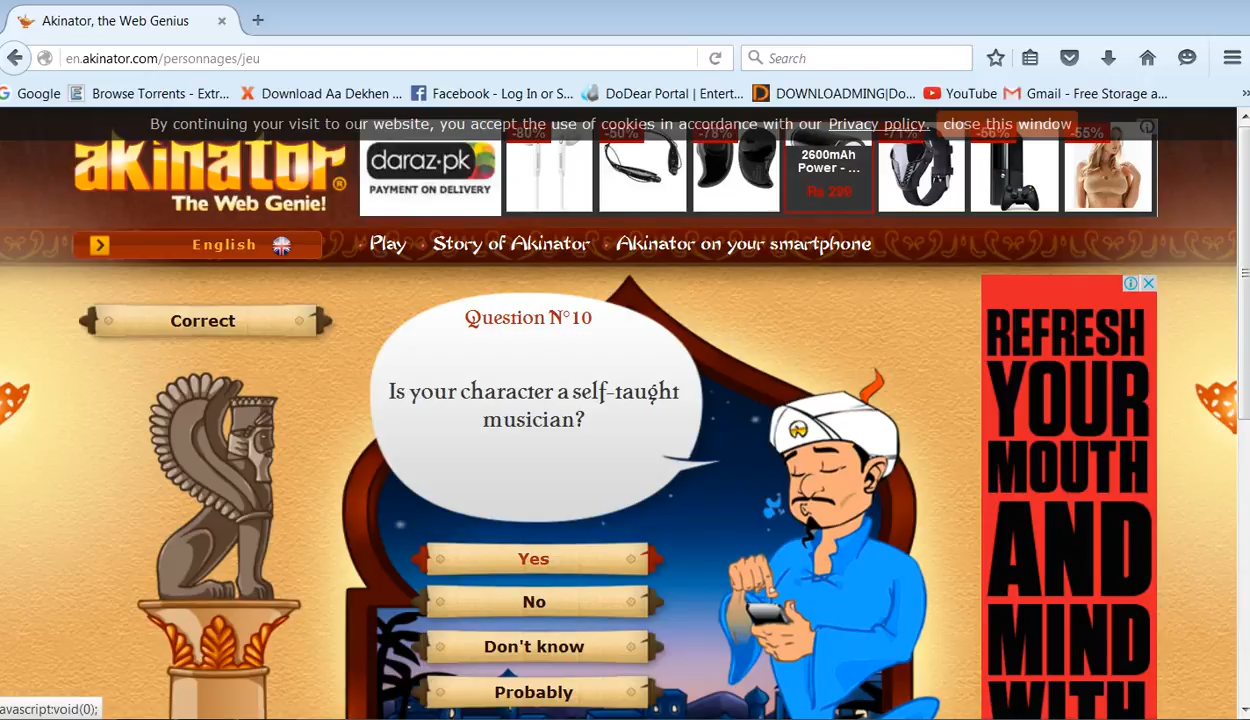 Akinator, the Web Genius
en.akinator.com/personnages/jeu
Search
Google
Browse Torrents - Extr...
Download Aa Dekhen ...
Facebook - Log In or S...
DoDear Portal | Entert...
DOWNLOADMING|Do...
YouTube
Gmail - Free Storage a...
By continuing your visit to our website, you accept the use of cookies in accordance with our Privacy policy. close this window
akinator®
The Web Genie!
daraz.pk
PAYMENT ON DELIVERY
-80%
-50%
-78%
2600mAh
Power - ...
Rs 299
-71%
-56%
-55%
English
· Play · Story of Akinator · Akinator on your smartphone
Correct
Question N°10
Is your character a self-taught
musician?
Yes
No
Don't know
Probably
REFRESH
YOUR
MOUTH
AND
MIND
WITH
avascript:void(0);